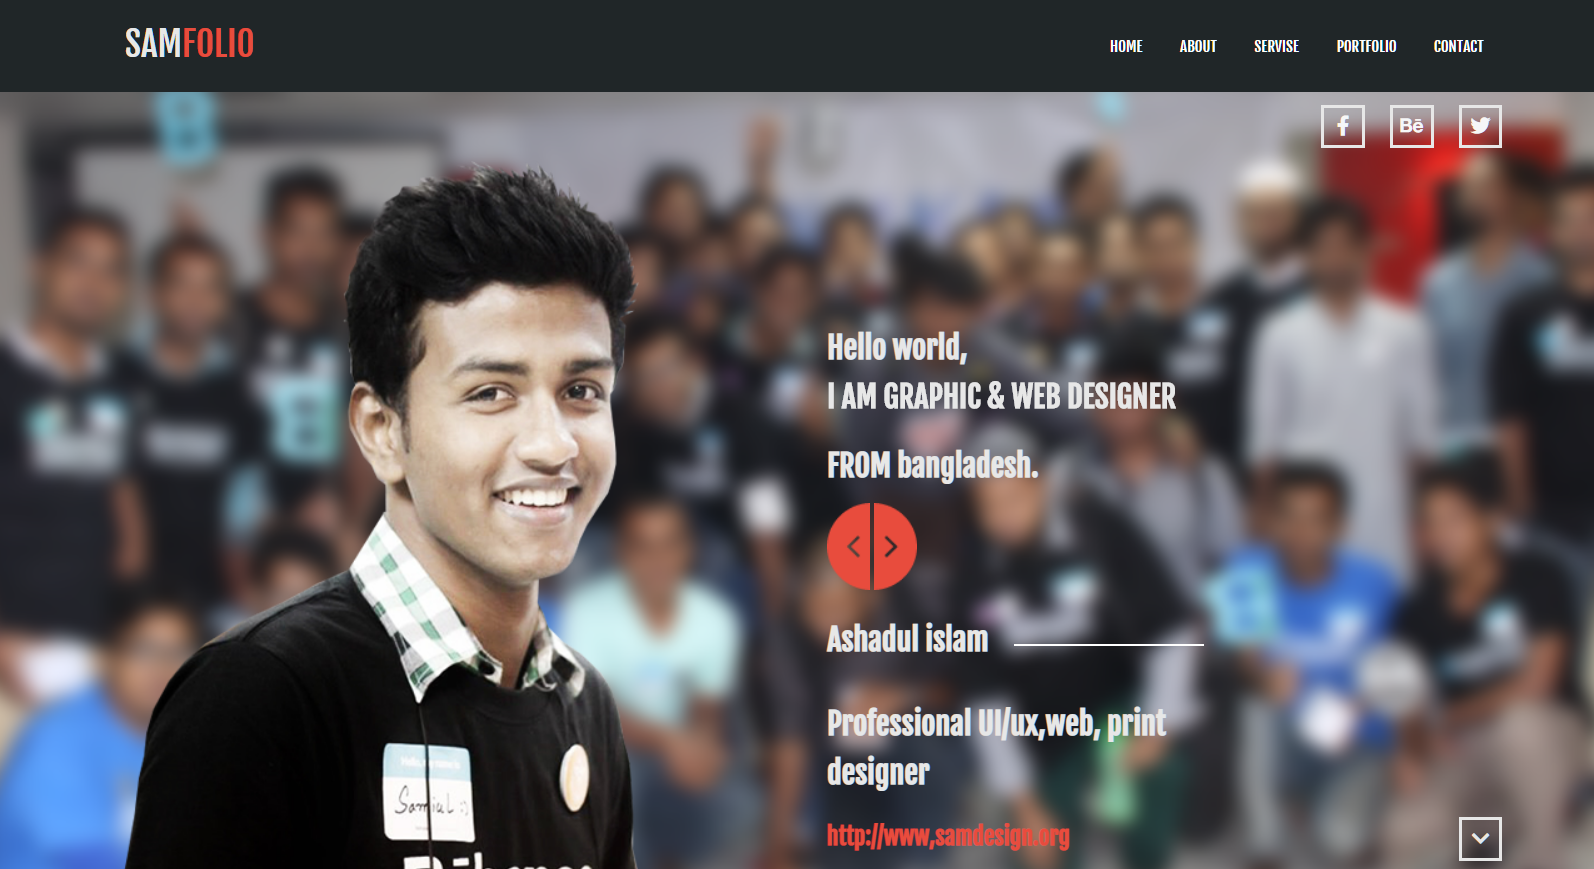 SAMFOLIO
HOME ABOUT SERVISE PORTFOLIO CONTACT
Bē
Hello world,
I AM GRAPHIC & WEB DESIGNER
FROM bangladesh.
Ashadul islam
Professional UI/ux,web, print
designer
http://www,samdesign.org
Hello,